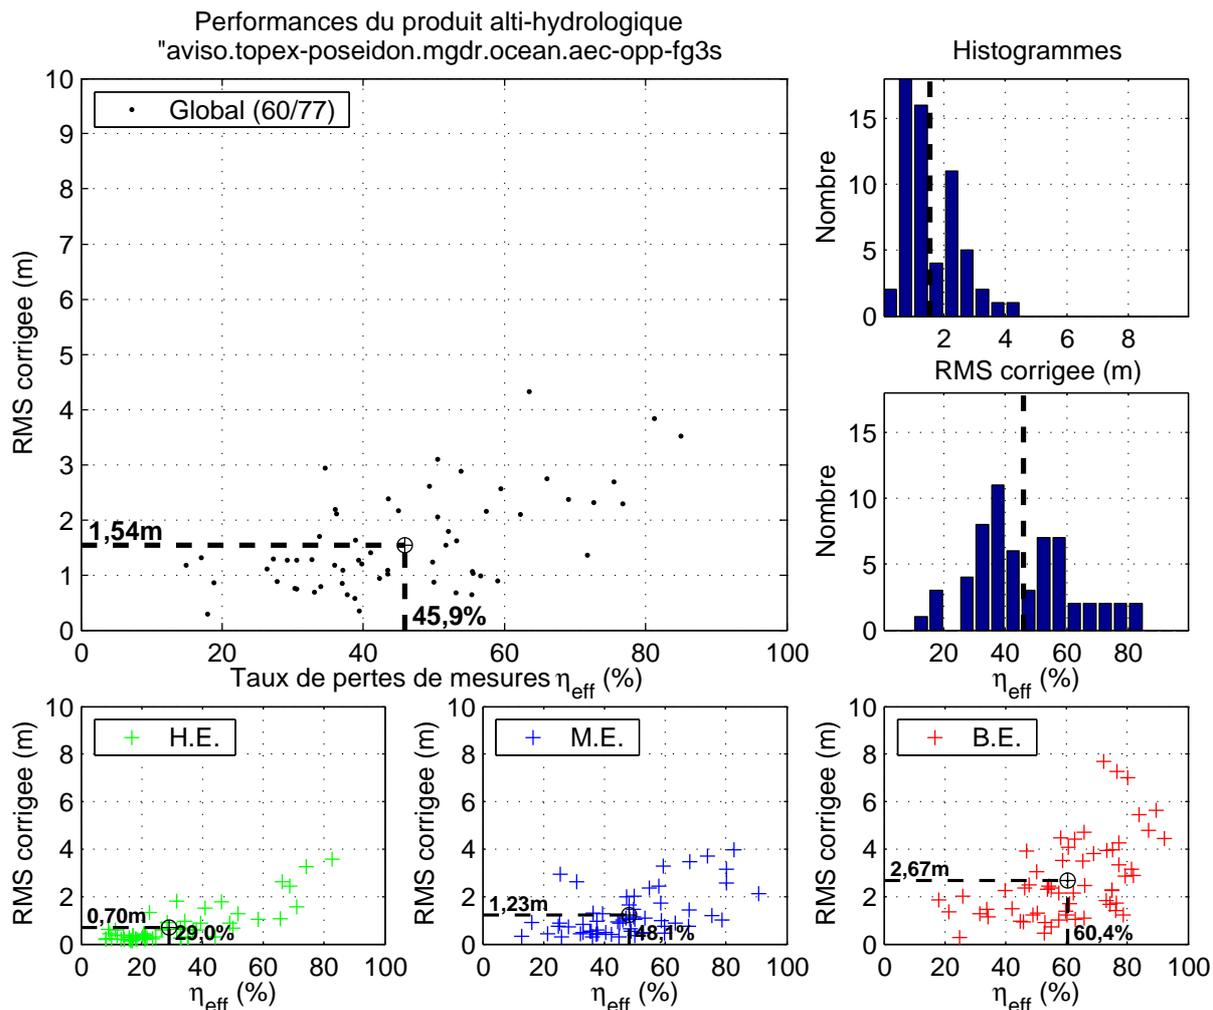 Performances du produit alti-hydrologique
"aviso.topex-poseidon.mgdr.ocean.aec-opp-fg3s
Global (60/77)
RMS corrigee (m)
10
9
8
7
6
5
4
3
2
1
0
1,54m
45,9%
0 20 40 60 80 100
Taux de pertes de mesures ηeff (%)
Histogrammes
Nombre
15
10
5
0
2 4 6 8
RMS corrigee (m)
Nombre
15
10
5
0
20 40 60 80
ηeff (%)
H.E.
RMS corrigee (m)
10
8
6
4
2
0
0,70m
29,0%
0 20 40 60 80 100
ηeff (%)
M.E.
RMS corrigee (m)
10
8
6
4
2
0
1,23m
48,1%
0 20 40 60 80 100
ηeff (%)
B.E.
RMS corrigee (m)
10
8
6
4
2
0
2,67m
60,4%
0 20 40 60 80 100
ηeff (%)